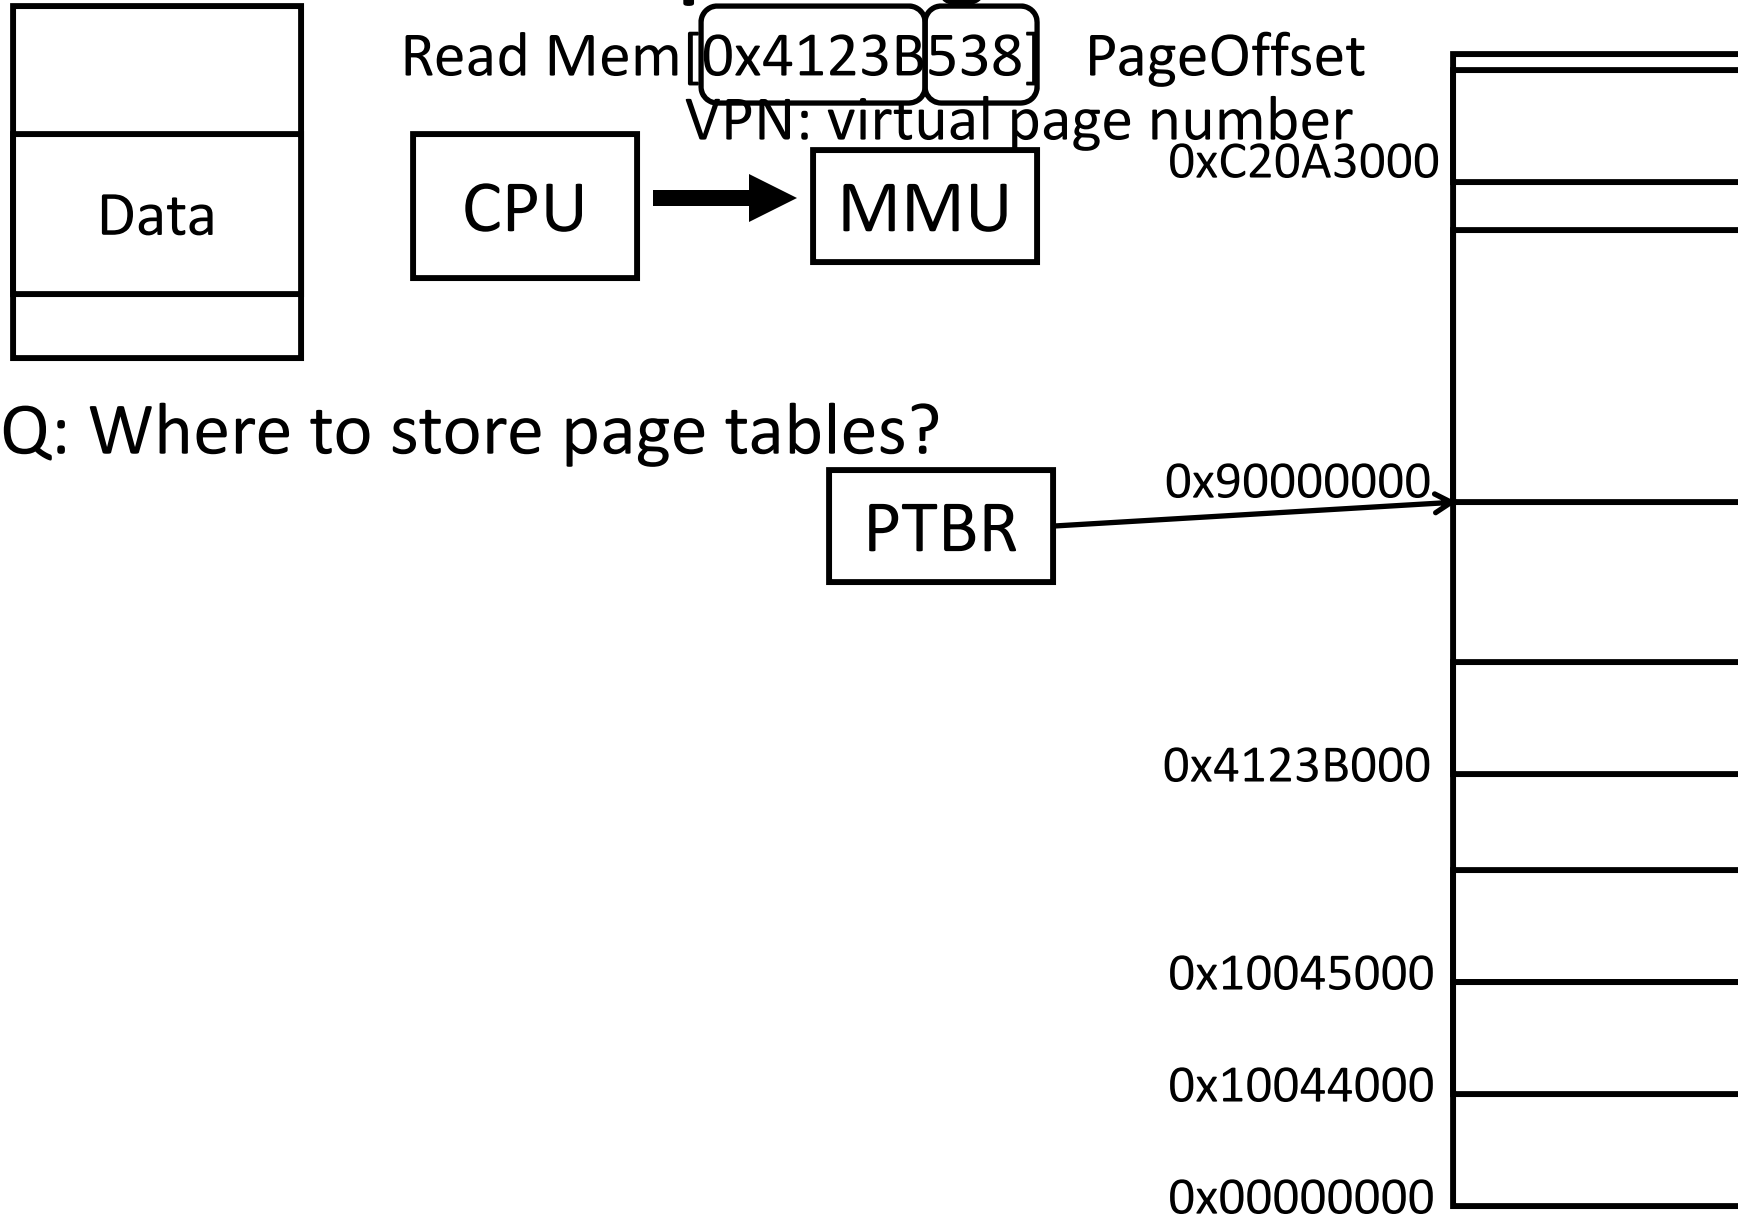 Read Mem[0x4123B538] PageOffset
VPN: virtual page number
0xC20A3000
Data
CPU
MMU
Q: Where to store page tables?
0x90000000
PTBR
0x4123B000
0x10045000
0x10044000
0x00000000